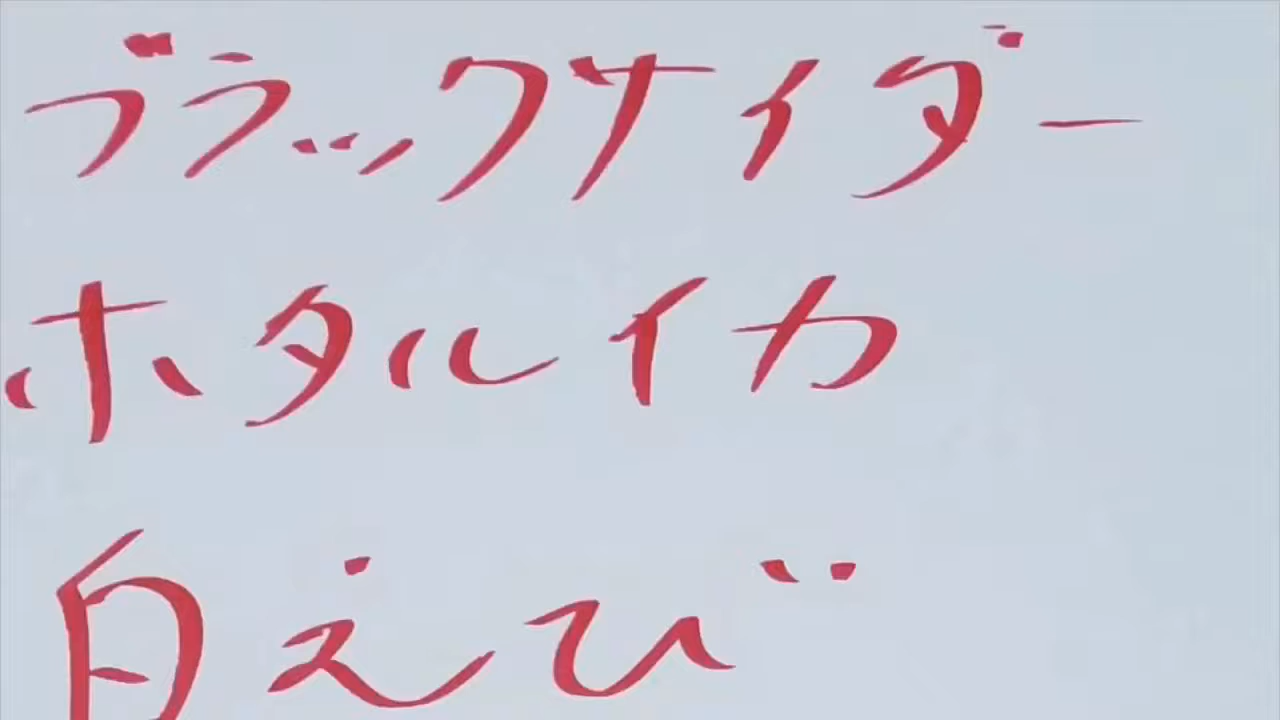 ブラックサイダー
ホタルイカ
白えび